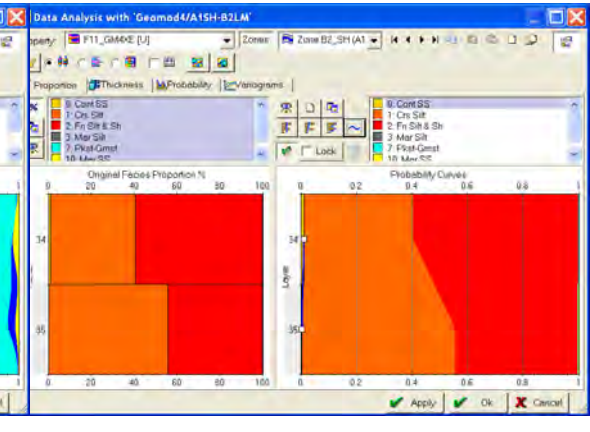 Data Analysis with 'Geomod4/A1SH-B2LM'
operty: F11_GM4XE [U] Zones: Zone B2_SH (A1
Proportion Thickness Probability Variograms
0: Cont SS
1: Crs Silt
2: Fn Silt & Sh
3: Mar Silt
7: Pkst-Grnst
10: Mar SS
%
Lock
0: Cont SS
1: Crs Silt
2: Fn Silt & Sh
3: Mar Silt
7: Pkst-Grnst
10: Mar SS
Original Facies Proportion %
0 20 40 60 80 100
34
35
0 20 40 60 80 100
Probability Curves
0 0.2 0.4 0.6 0.8 1
34
Layer
35
0 0.2 0.4 0.6 0.8 1
1
1
Apply Ok Cancel